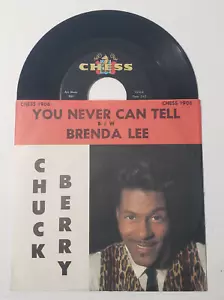 CHESS
CHESS 1906
CHESS 1906
YOU NEVER CAN TELL
B/W
BRENDA LEE
CHUCK
BERRY